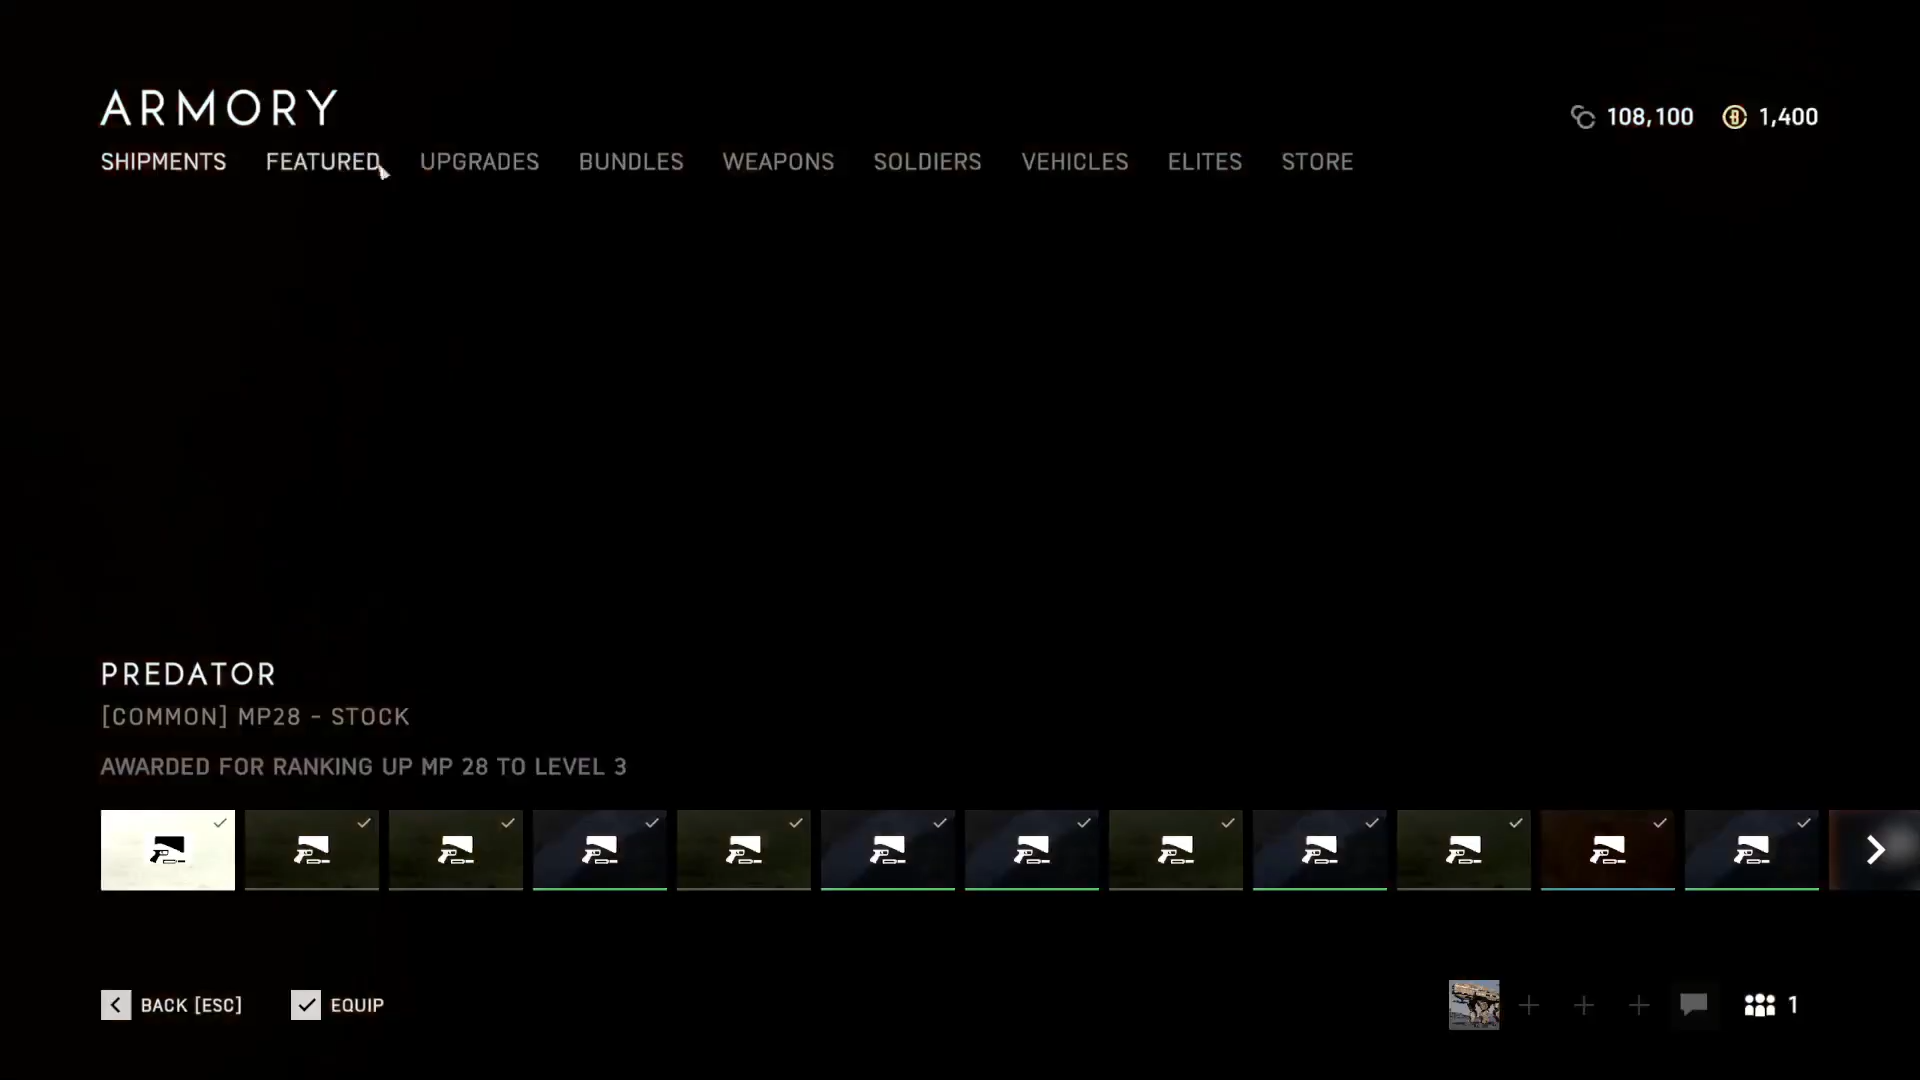 ARMORY
108,100 1,400
SHIPMENTS FEATURED UPGRADES BUNDLES WEAPONS SOLDIERS VEHICLES ELITES STORE
PREDATOR
[COMMON] MP28 - STOCK
AWARDED FOR RANKING UP MP 28 TO LEVEL 3
BACK [ESC] EQUIP 1